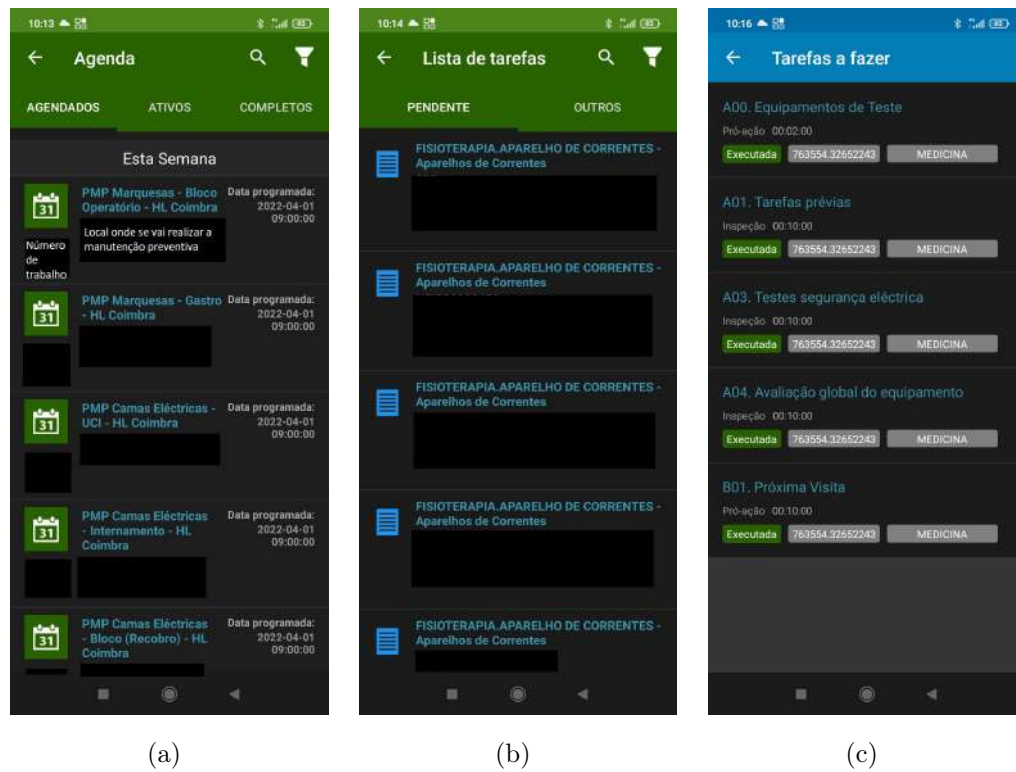 10:13
Agenda
AGENDADOS ATIVOS COMPLETOS
Esta Semana
31
PMP Marquesas - Bloco
Operatório - HL Coimbra
Data programada:
2022-04-01
09:00:00
Número
de
trabalho
Local onde se vai realizar a
manutenção preventiva
31
PMP Marquesas - Gastro
- HL Coimbra
Data programada:
2022-04-01
09:00:00
31
PMP Camas Eléctricas -
UCI - HL Coimbra
Data programada:
2022-04-01
09:00:00
31
PMP Camas Eléctricas
- Internamento - HL
Coimbra
Data programada:
2022-04-01
09:00:00
31
PMP Camas Eléctricas
- Bloco (Recobro) - HL
Coimbra
Data programada:
2022-04-01
09:00:00
(a)
10:14
Lista de tarefas
PENDENTE OUTROS
FISIOTERAPIA.APARELHO DE CORRENTES -
Aparelhos de Correntes
FISIOTERAPIA.APARELHO DE CORRENTES -
Aparelhos de Correntes
FISIOTERAPIA.APARELHO DE CORRENTES -
Aparelhos de Correntes
FISIOTERAPIA.APARELHO DE CORRENTES -
Aparelhos de Correntes
FISIOTERAPIA.APARELHO DE CORRENTES -
Aparelhos de Correntes
(b)
10:16
Tarefas a fazer
A00. Equipamentos de Teste
Pró-ação 00:02:00
Executada 763554.32652243 MEDICINA
A01. Tarefas prévias
Inspeção 00:10:00
Executada 763554.32652243 MEDICINA
A03. Testes segurança eléctrica
Inspeção 00:10:00
Executada 763554.32652243 MEDICINA
A04. Avaliação global do equipamento
Inspeção 00:10:00
Executada 763554.32652243 MEDICINA
B01. Próxima Visita
Pró-ação 00:10:00
Executada 763554.32652243 MEDICINA
(c)